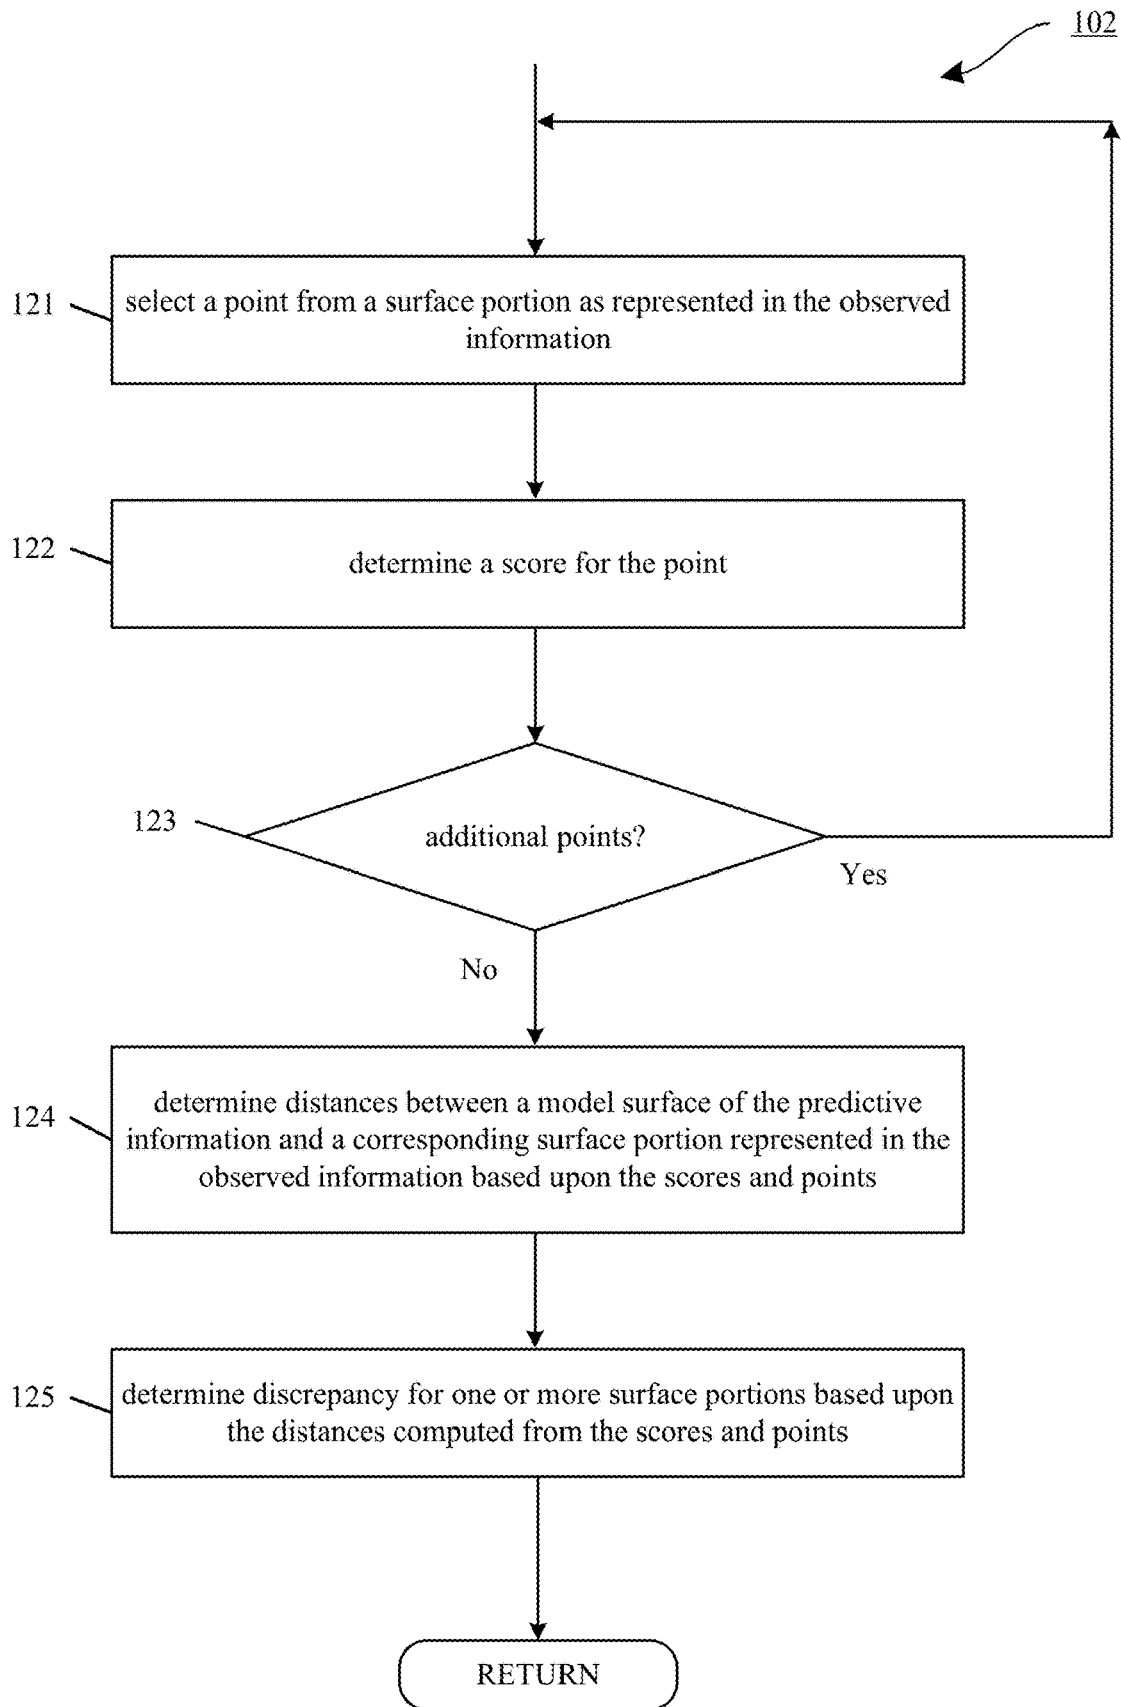 102
121
select a point from a surface portion as represented in the observed
information
122
determine a score for the point
123
additional points?
Yes
No
124
determine distances between a model surface of the predictive
information and a corresponding surface portion represented in the
observed information based upon the scores and points
125
determine discrepancy for one or more surface portions based upon
the distances computed from the scores and points
RETURN